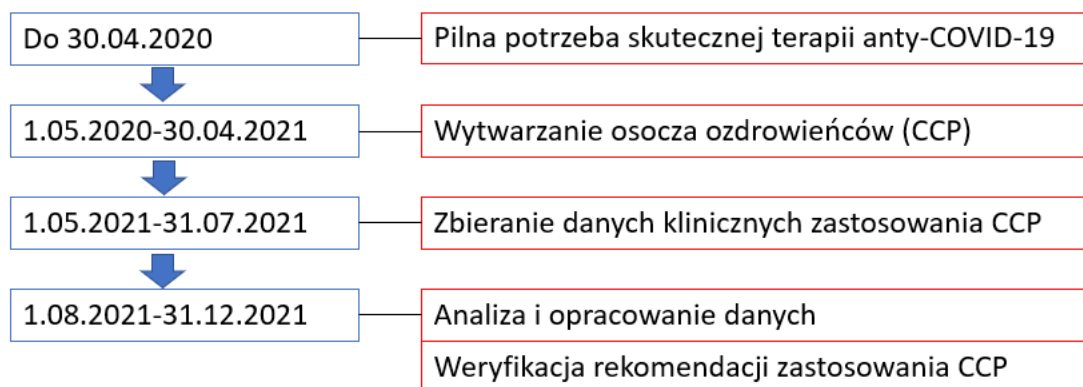 Do 30.04.2020
Pilna potrzeba skutecznej terapii anty-COVID-19
1.05.2020-30.04.2021
Wytwarzanie osocza ozdrowieńców (CCP)
1.05.2021-31.07.2021
Zbieranie danych klinicznych zastosowania CCP
1.08.2021-31.12.2021
Analiza i opracowanie danych
Weryfikacja rekomendacji zastosowania CCP